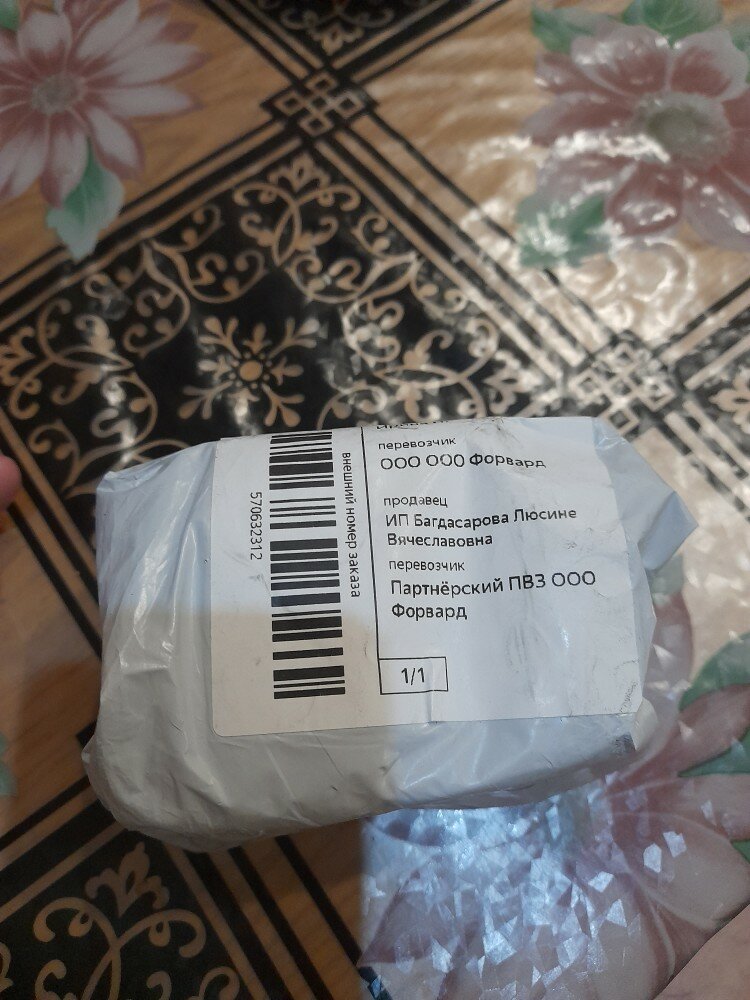 перевозчик
ООО ООО Форвард
продавец
ИП Багдасарова Люсине
Вячеславовна
перевозчик
Партнёрский ПВЗ ООО
Форвард
1/1
внешний номер заказа
570632312